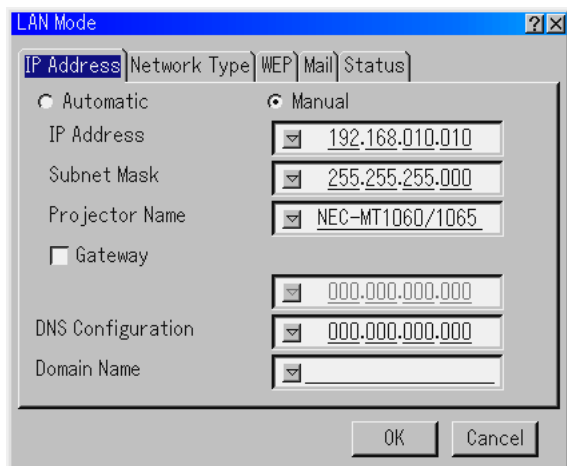 LAN Mode
IP Address Network Type WEP Mail Status
Automatic Manual
IP Address 192.168.010.010
Subnet Mask 255.255.255.000
Projector Name NEC-MT1060/1065
Gateway
000.000.000.000
DNS Configuration 000.000.000.000
Domain Name
OK Cancel